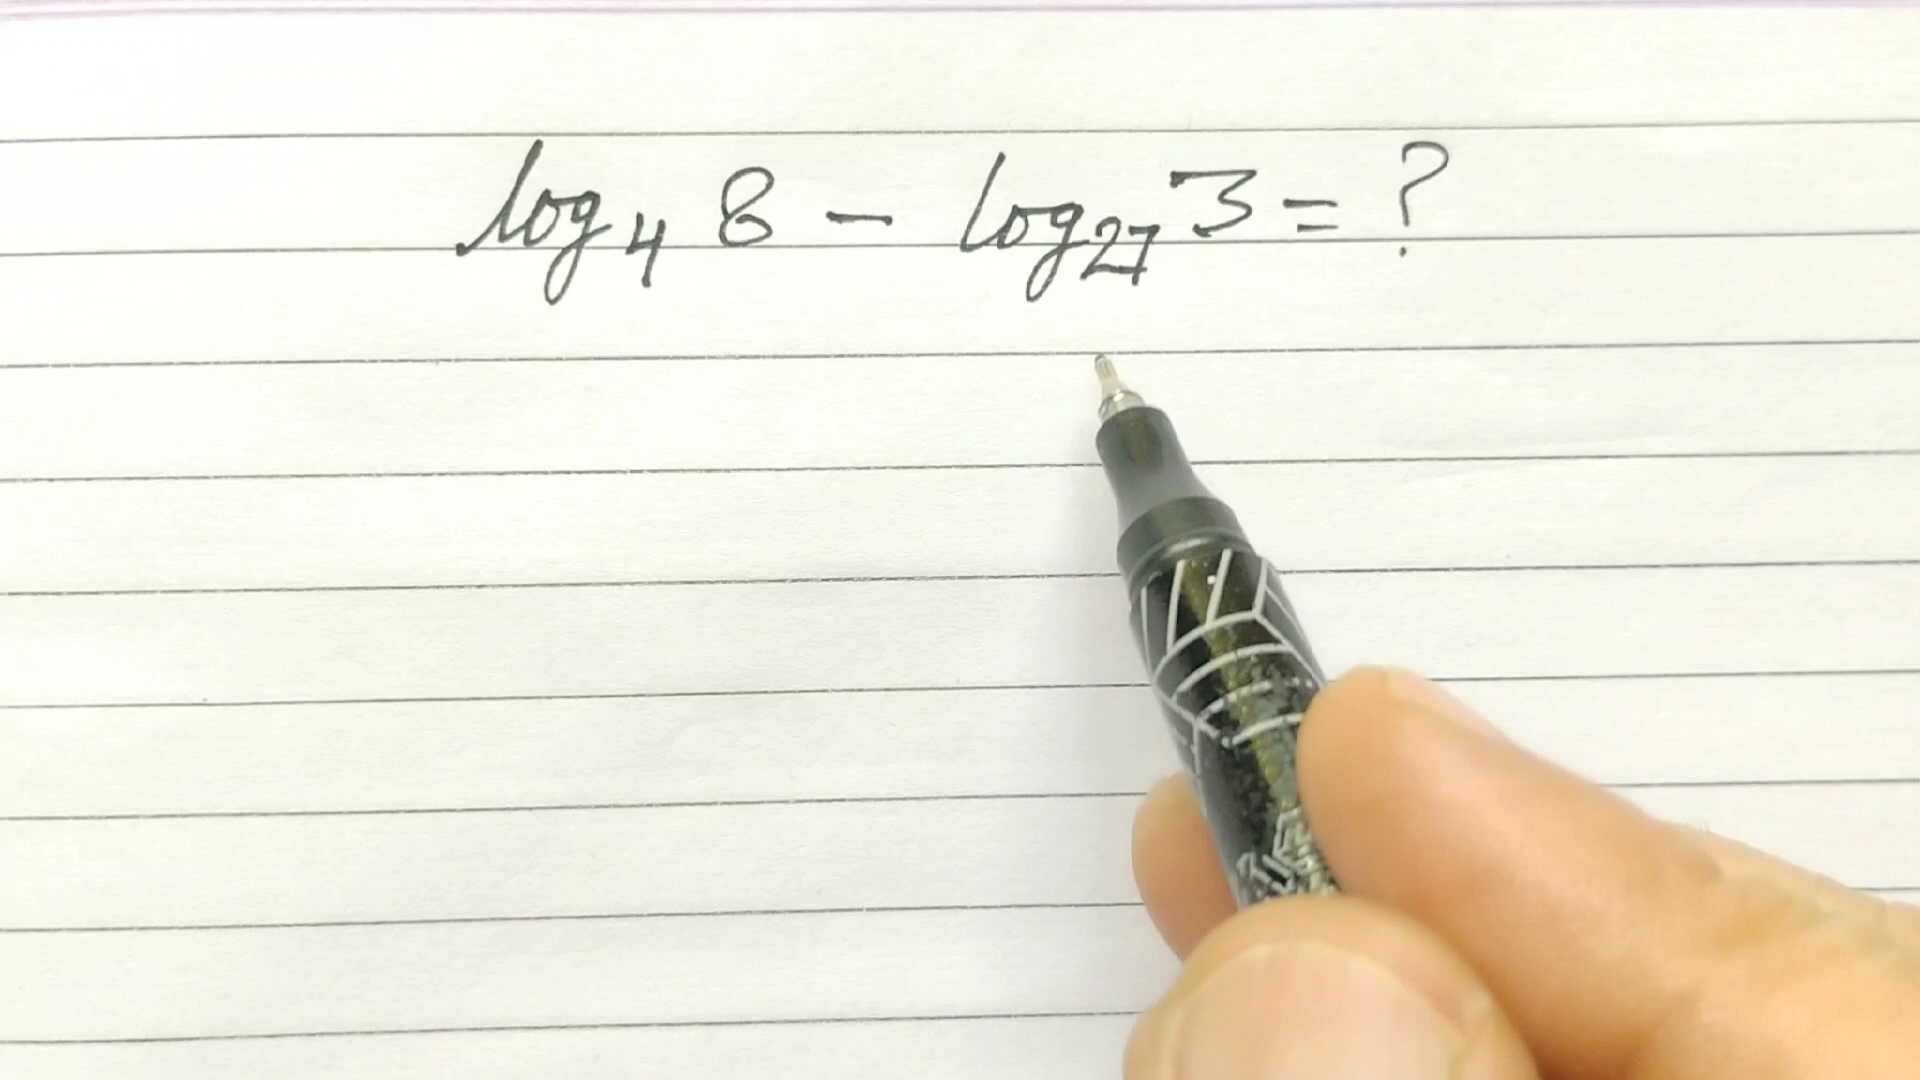 log₄ 8 - log₂₇ 3 = ?